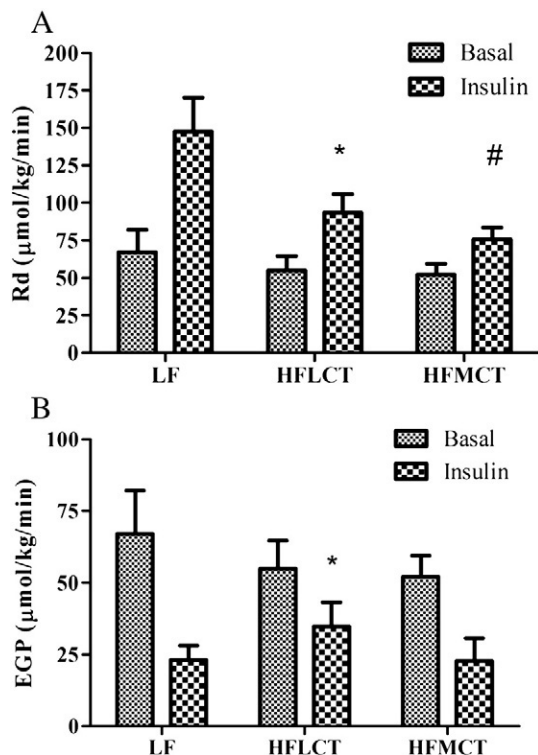 A
Rd (µmol/kg/min)
200
175
150
125
100
75
50
25
0
Basal
Insulin
*
#
LF HFLCT HFMCT
B
EGP (µmol/kg/min)
100
75
50
25
0
Basal
Insulin
*
LF HFLCT HFMCT